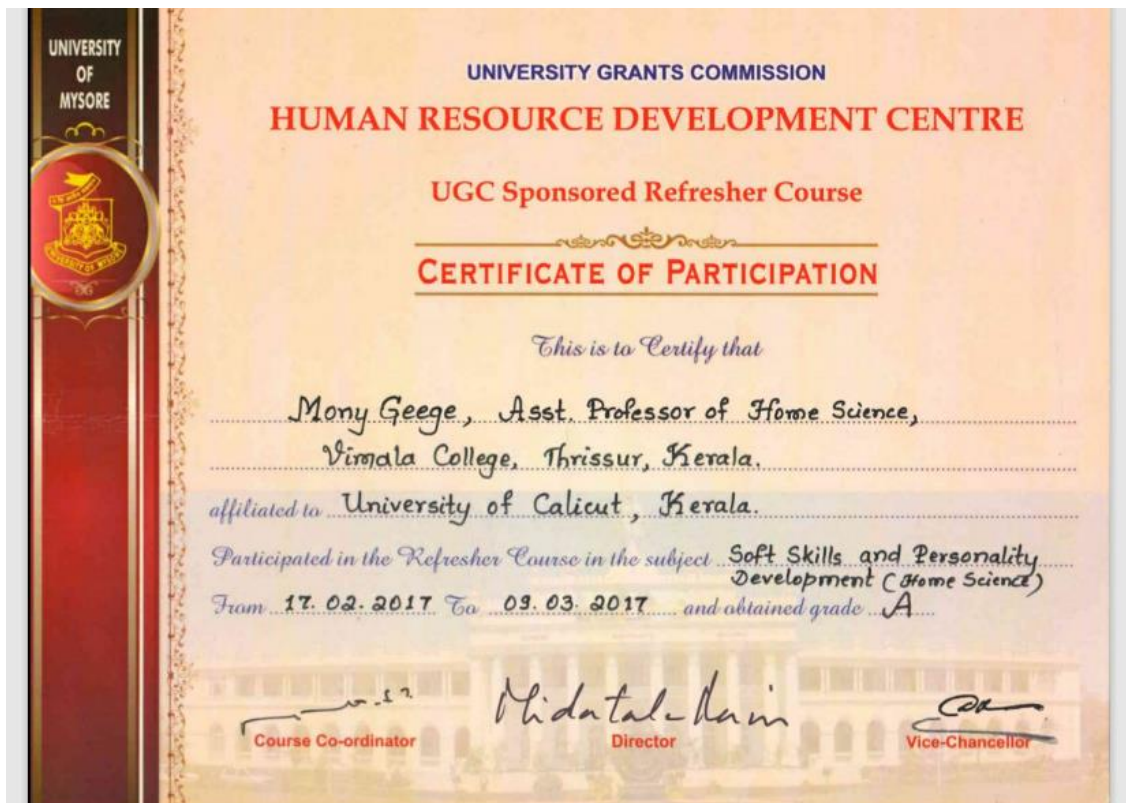 UNIVERSITY
OF
MYSORE
UNIVERSITY GRANTS COMMISSION
HUMAN RESOURCE DEVELOPMENT CENTRE
UGC Sponsored Refresher Course
CERTIFICATE OF PARTICIPATION
This is to Certify that
Mony Geege, Asst. Professor of Home Science,
Vimala College, Thrissur, Kerala.
affiliated to University of Calicut, Kerala.
Participated in the Refresher Course in the subject Soft Skills and Personality
Development (Home Science)
From 17.02.2017 To 09.03.2017 and obtained grade A
Course Co-ordinator
Director
Vice-Chancellor